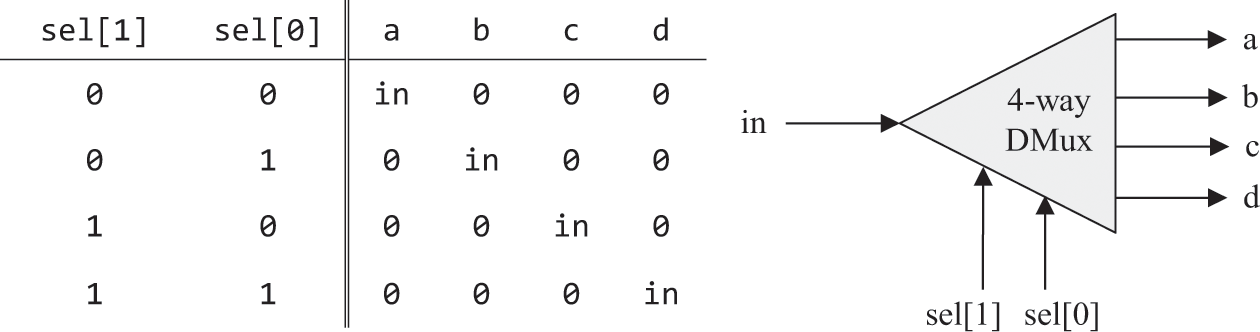 sel[1] sel[0] a b c d
0 0 in 0 0 0
0 1 0 in 0 0
1 0 0 0 in 0
1 1 0 0 0 in
in
4-way
DMux
a
b
c
d
sel[1] sel[0]